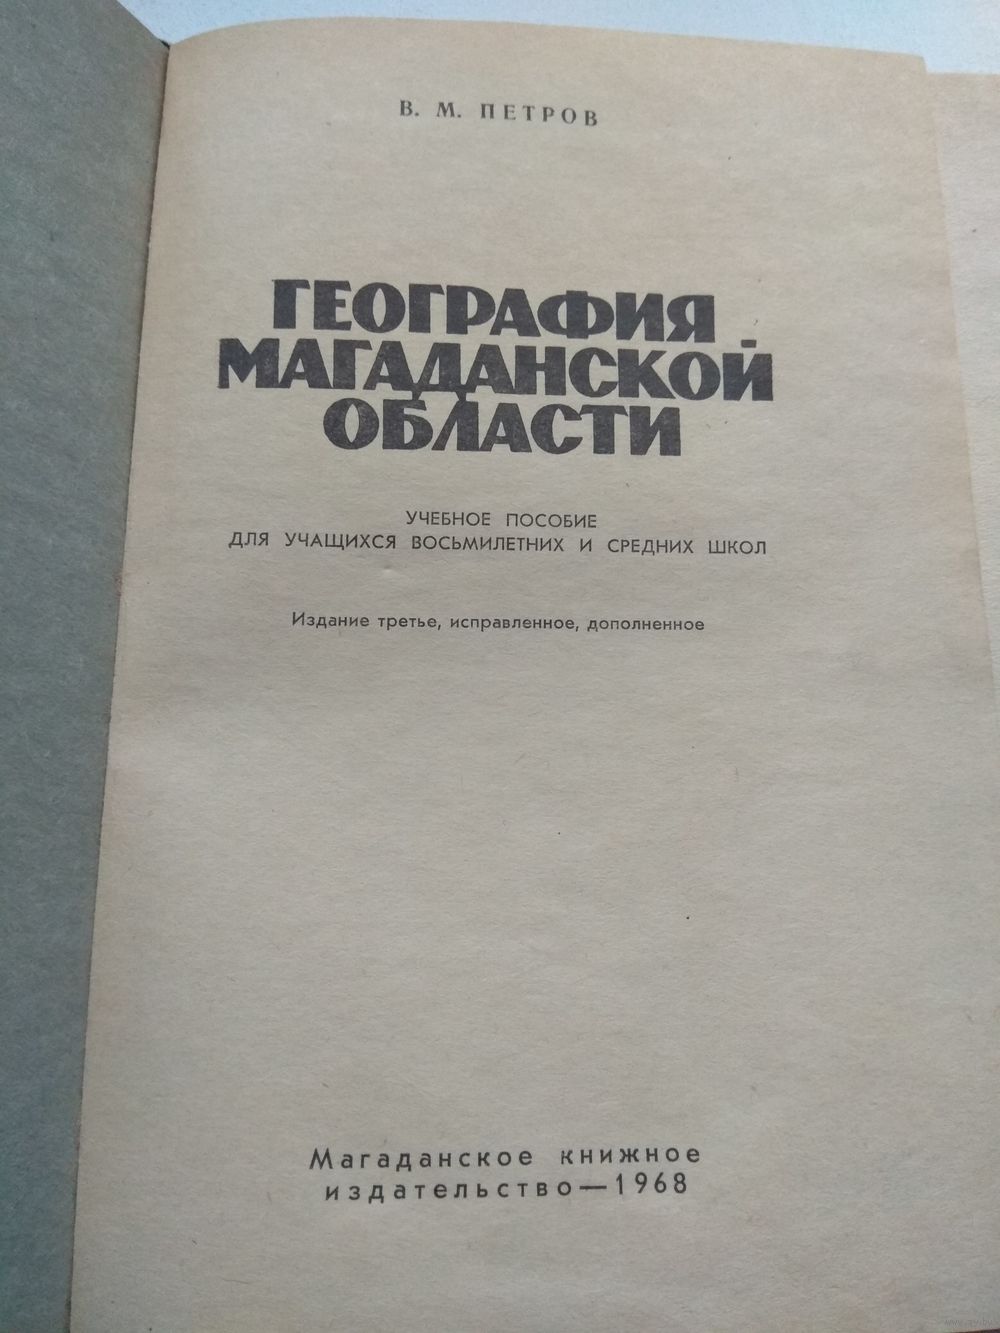 В. М. ПЕТРОВ
ГЕОГРАФИЯ
МАГАДАНСКОЙ
ОБЛАСТИ
УЧЕБНОЕ ПОСОБИЕ
ДЛЯ УЧАЩИХСЯ ВОСЬМИЛЕТНИХ И СРЕДНИХ ШКОЛ
Издание третье, исправленное, дополненное
Магаданское книжное
издательство—1968